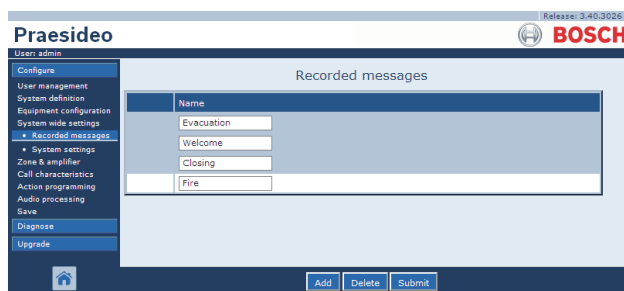 Release: 3.40.3026
Praesideo
BOSCH
User: admin
Configure
User management
System definition
Equipment configuration
System wide settings
• Recorded messages
• System settings
Zone & amplifier
Call characteristics
Action programming
Audio processing
Save
Diagnose
Upgrade
Recorded messages
Name
Evacuation
Welcome
Closing
Fire
Add Delete Submit